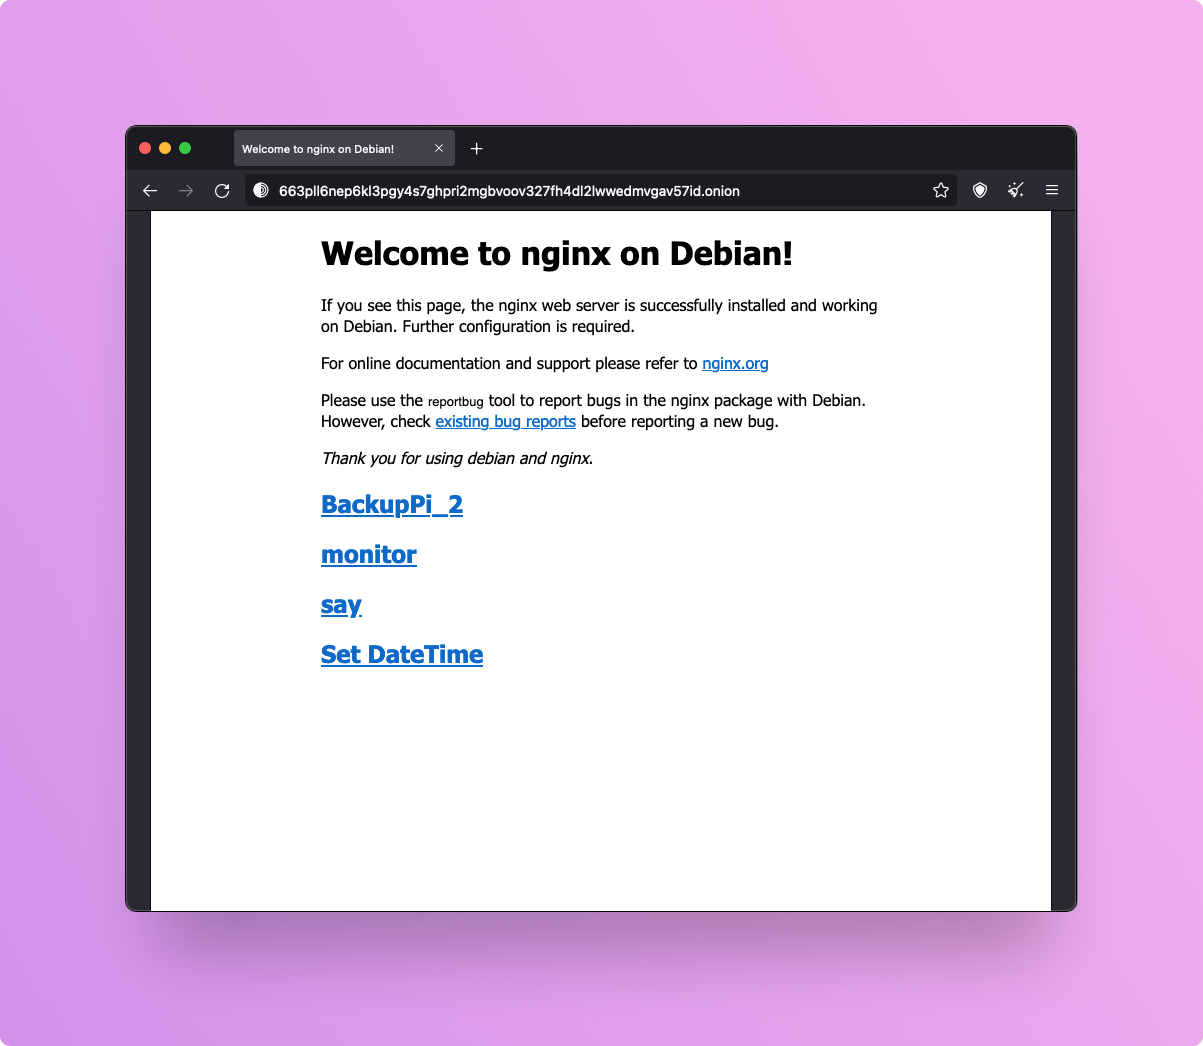 Welcome to nginx on Debian!
663pll6nep6kl3pgy4s7ghpri2mgbvoov327fh4dl2lwwedmvgav57id.onion
Welcome to nginx on Debian!
If you see this page, the nginx web server is successfully installed and working
on Debian. Further configuration is required.
For online documentation and support please refer to nginx.org
Please use the reportbug tool to report bugs in the nginx package with Debian.
However, check existing bug reports before reporting a new bug.
Thank you for using debian and nginx.
BackupPi_2
monitor
say
Set DateTime